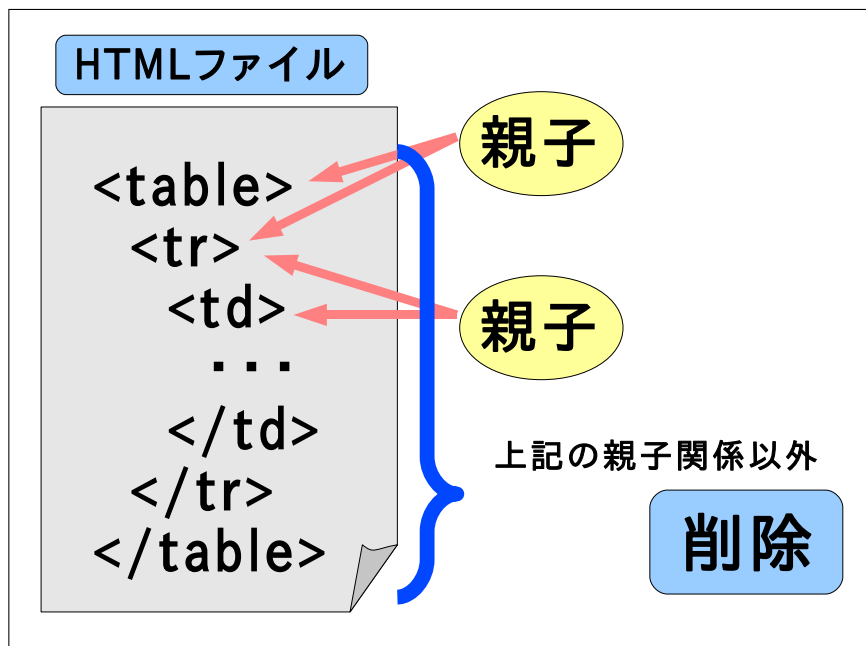 HTMLファイル
親子
<table>
<tr>
<td>
・・・
親子
</td>
</tr>
</table>
上記の親子関係以外
削除